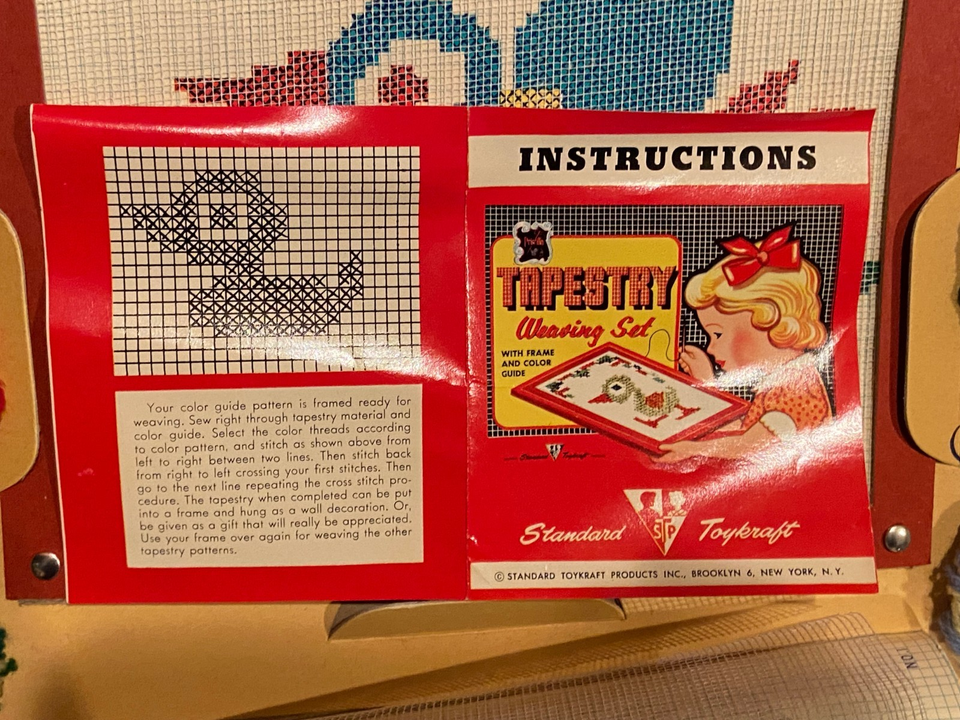 Your color guide pattern is framed ready for
weaving. Sew right through tapestry material and
color guide. Select the color threads according
to color pattern, and stitch as shown above from
left to right between two lines. Then stitch back
from right to left crossing your first stitches. Then
go to the next line repeating the cross stitch pro-
cedure. The tapestry when completed can be put
into a frame and hung as a wall decoration. Or,
be given as a gift that will really be appreciated.
Use your frame over again for weaving the other
tapestry patterns.
INSTRUCTIONS
TAPESTRY
Weaving Set
WITH FRAME
AND COLOR
GUIDE
Standard Toykraft
Standard STP Toykraft
© STANDARD TOYKRAFT PRODUCTS INC., BROOKLYN 6, NEW YORK, N. Y.
NO